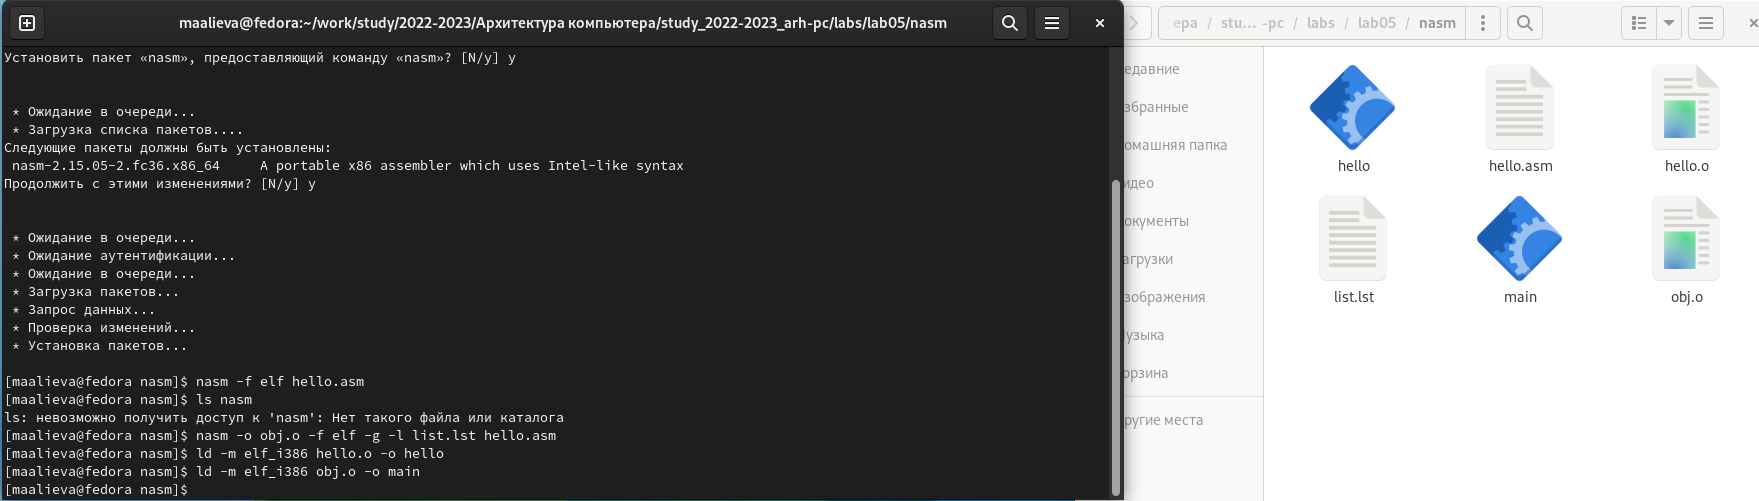 maalieva@fedora:~/work/study/2022-2023/Архитектура компьютера/study_2022-2023_arh-pc/labs/lab05/nasm
Установить пакет «nasm», предоставляющий команду «nasm»? [N/y] y
* Ожидание в очереди...
* Загрузка списка пакетов....
Следующие пакеты должны быть установлены:
nasm-2.15.05-2.fc36.x86_64     A portable x86 assembler which uses Intel-like syntax
Продолжить с этими изменениями? [N/y] y
* Ожидание в очереди...
* Ожидание аутентификации...
* Ожидание в очереди...
* Загрузка пакетов...
* Запрос данных...
* Проверка изменений...
* Установка пакетов...
[maalieva@fedora nasm]$ nasm -f elf hello.asm
[maalieva@fedora nasm]$ ls nasm
ls: невозможно получить доступ к 'nasm': Нет такого файла или каталога
[maalieva@fedora nasm]$ nasm -o obj.o -f elf -g -l list.lst hello.asm
[maalieva@fedora nasm]$ ld -m elf_i386 hello.o -o hello
[maalieva@fedora nasm]$ ld -m elf_i386 obj.o -o main
[maalieva@fedora nasm]$
ера / stu... -pc / labs / lab05 / nasm
едавние
збранные
омашняя папка
идео
окументы
агрузки
зображения
узыка
орзина
ругие места
hello
hello.asm
hello.o
list.lst
main
obj.o